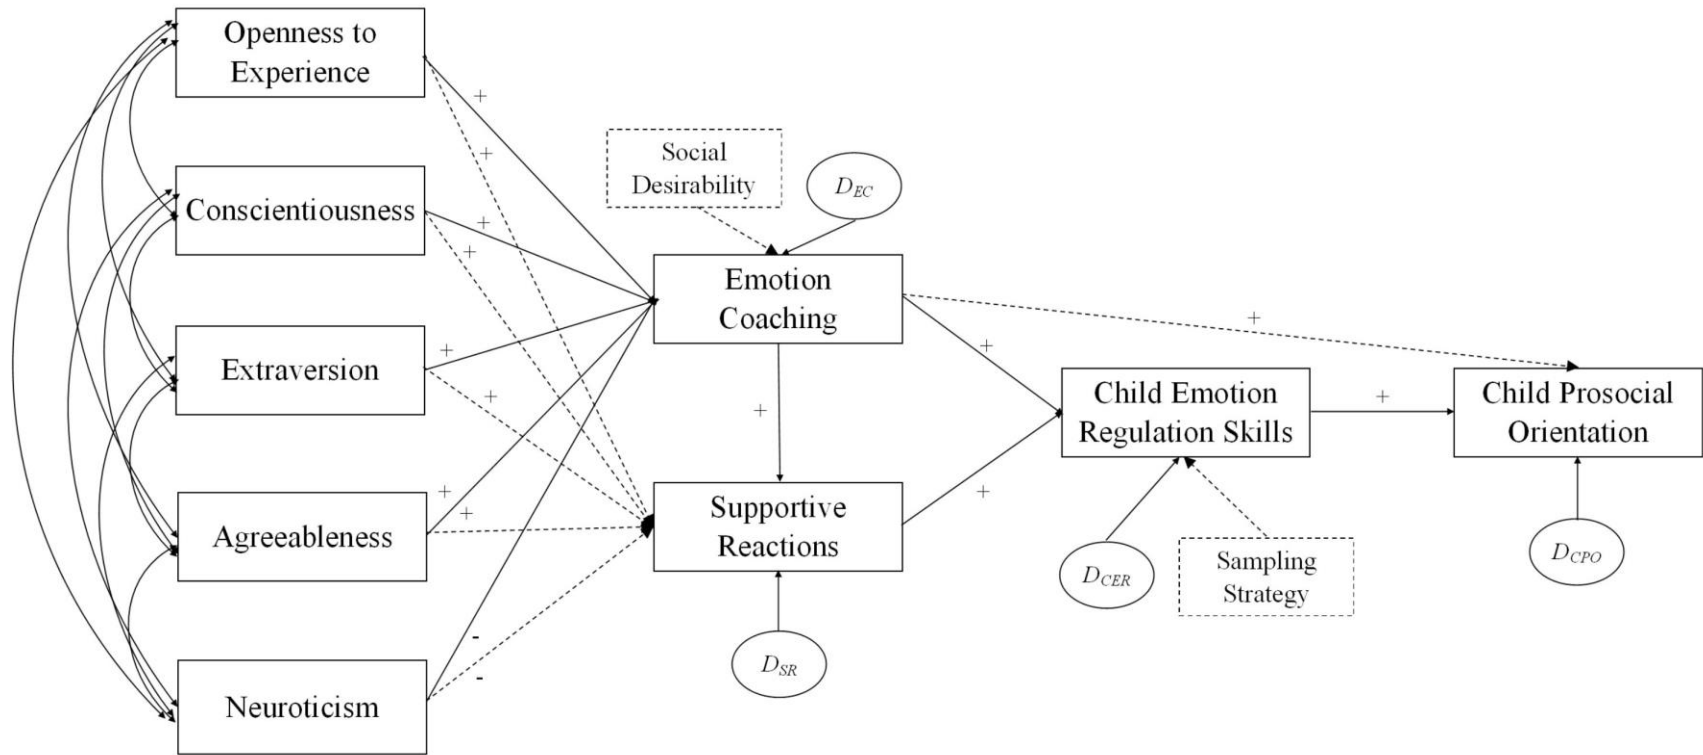 Openness to
Experience
+
+
Social
Desirability
D_EC
Conscientiousness
+
+
Emotion
Coaching
+
+
Extraversion
+
+
+
Child Emotion
Regulation Skills
+
Child Prosocial
Orientation
Agreeableness
+
+
Supportive
Reactions
+
D_CER
Sampling
Strategy
D_CPO
Neuroticism
-
-
D_SR